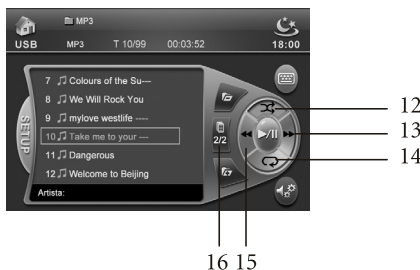 MP3
USB MP3 T 10/99 00:03:52 18:00
7 Colours of the Su---
8 We Will Rock You
9 mylove westlife ----
10 Take me to your ---
11 Dangerous
12 Welcome to Beijing
Artista:
SETUP
2/2
12
13
14
16 15